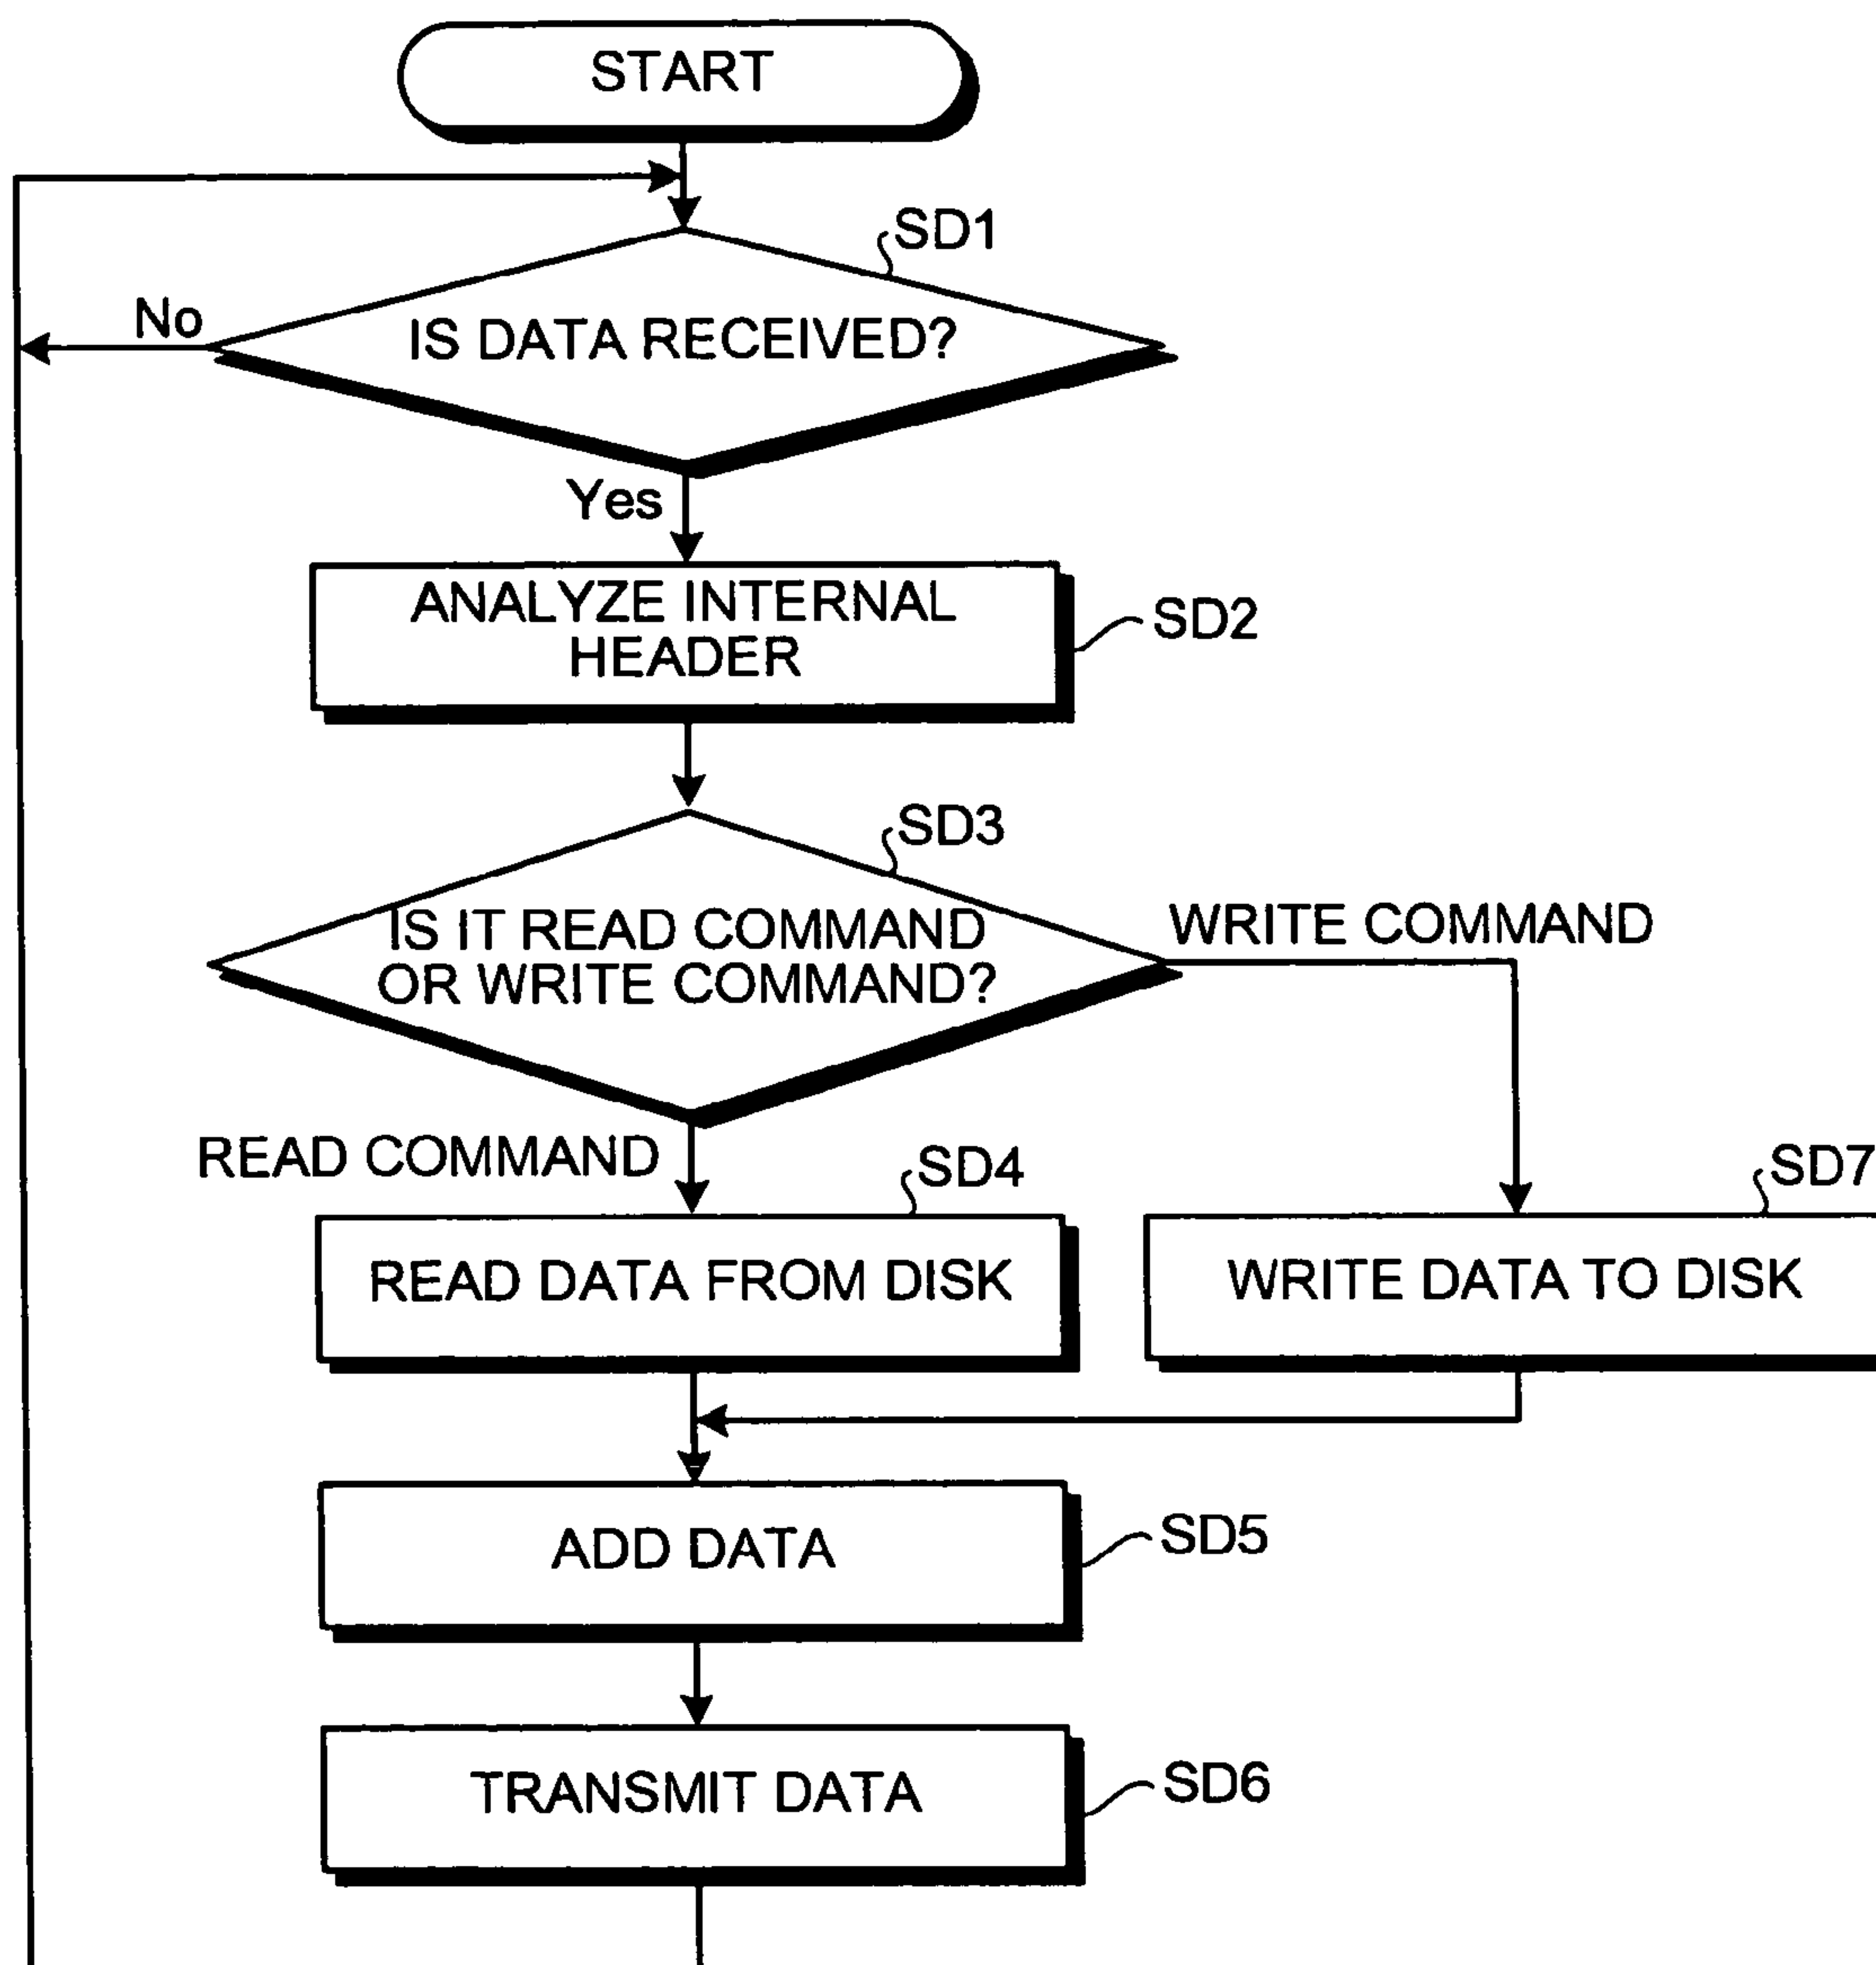 START
SD1
IS DATA RECEIVED?
No
Yes
ANALYZE INTERNAL
HEADER
SD2
SD3
IS IT READ COMMAND
OR WRITE COMMAND?
WRITE COMMAND
READ COMMAND
SD4
SD7
READ DATA FROM DISK
WRITE DATA TO DISK
ADD DATA
SD5
TRANSMIT DATA
SD6